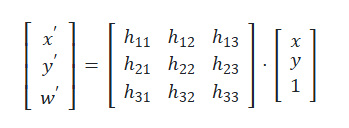 x' h₁₁ h₁₂ h₁₃ x
y' = h₂₁ h₂₂ h₂₃ · y
w' h₃₁ h₃₂ h₃₃ 1